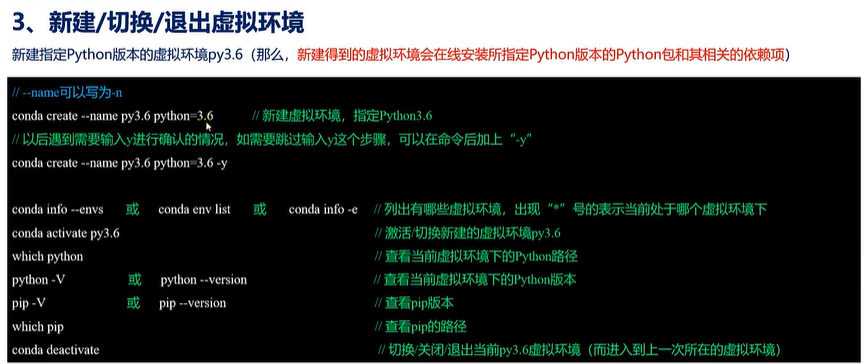 3、新建/切换/退出虚拟环境
新建指定Python版本的虚拟环境py3.6（那么，新建得到的虚拟环境会在线安装所指定Python版本的Python包和其相关的依赖项）
// --name可以写为-n
conda create --name py3.6 python=3.6 // 新建虚拟环境，指定Python3.6
// 以后遇到需要输入y进行确认的情况，如需要跳过输入y这个步骤，可以在命令后加上“-y”
conda create --name py3.6 python=3.6 -y
conda info --envs 或 conda env list 或 conda info -e // 列出有哪些虚拟环境，出现“*”号的表示当前处于哪个虚拟环境下
conda activate py3.6 // 激活/切换新建的虚拟环境py3.6
which python // 查看当前虚拟环境下的Python路径
python -V 或 python --version // 查看当前虚拟环境下的Python版本
pip -V 或 pip --version // 查看pip版本
which pip // 查看pip的路径
conda deactivate // 切换/关闭/退出当前py3.6虚拟环境（而进入到上一次所在的虚拟环境）